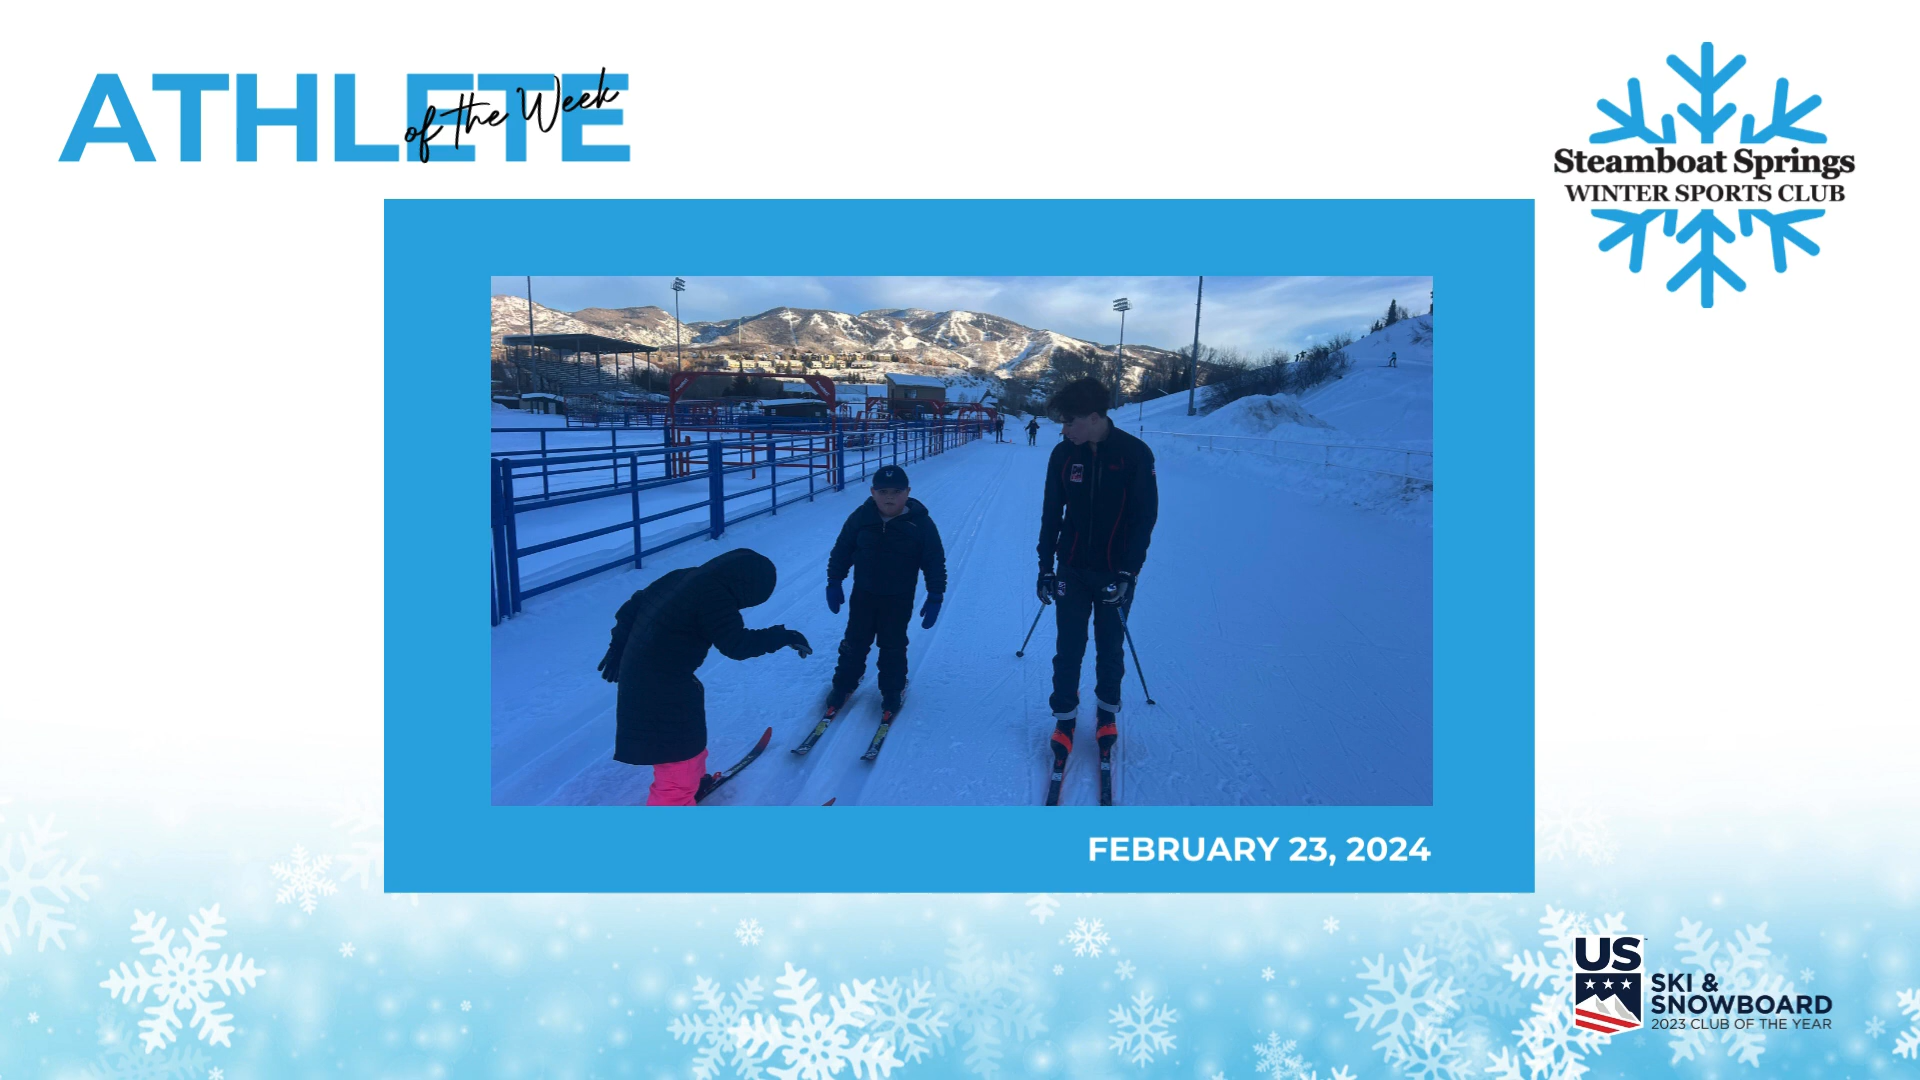 ATHLETE
of the Week
Steamboat Springs
WINTER SPORTS CLUB
FEBRUARY 23, 2024
US
SKI &
SNOWBOARD
2023 CLUB OF THE YEAR